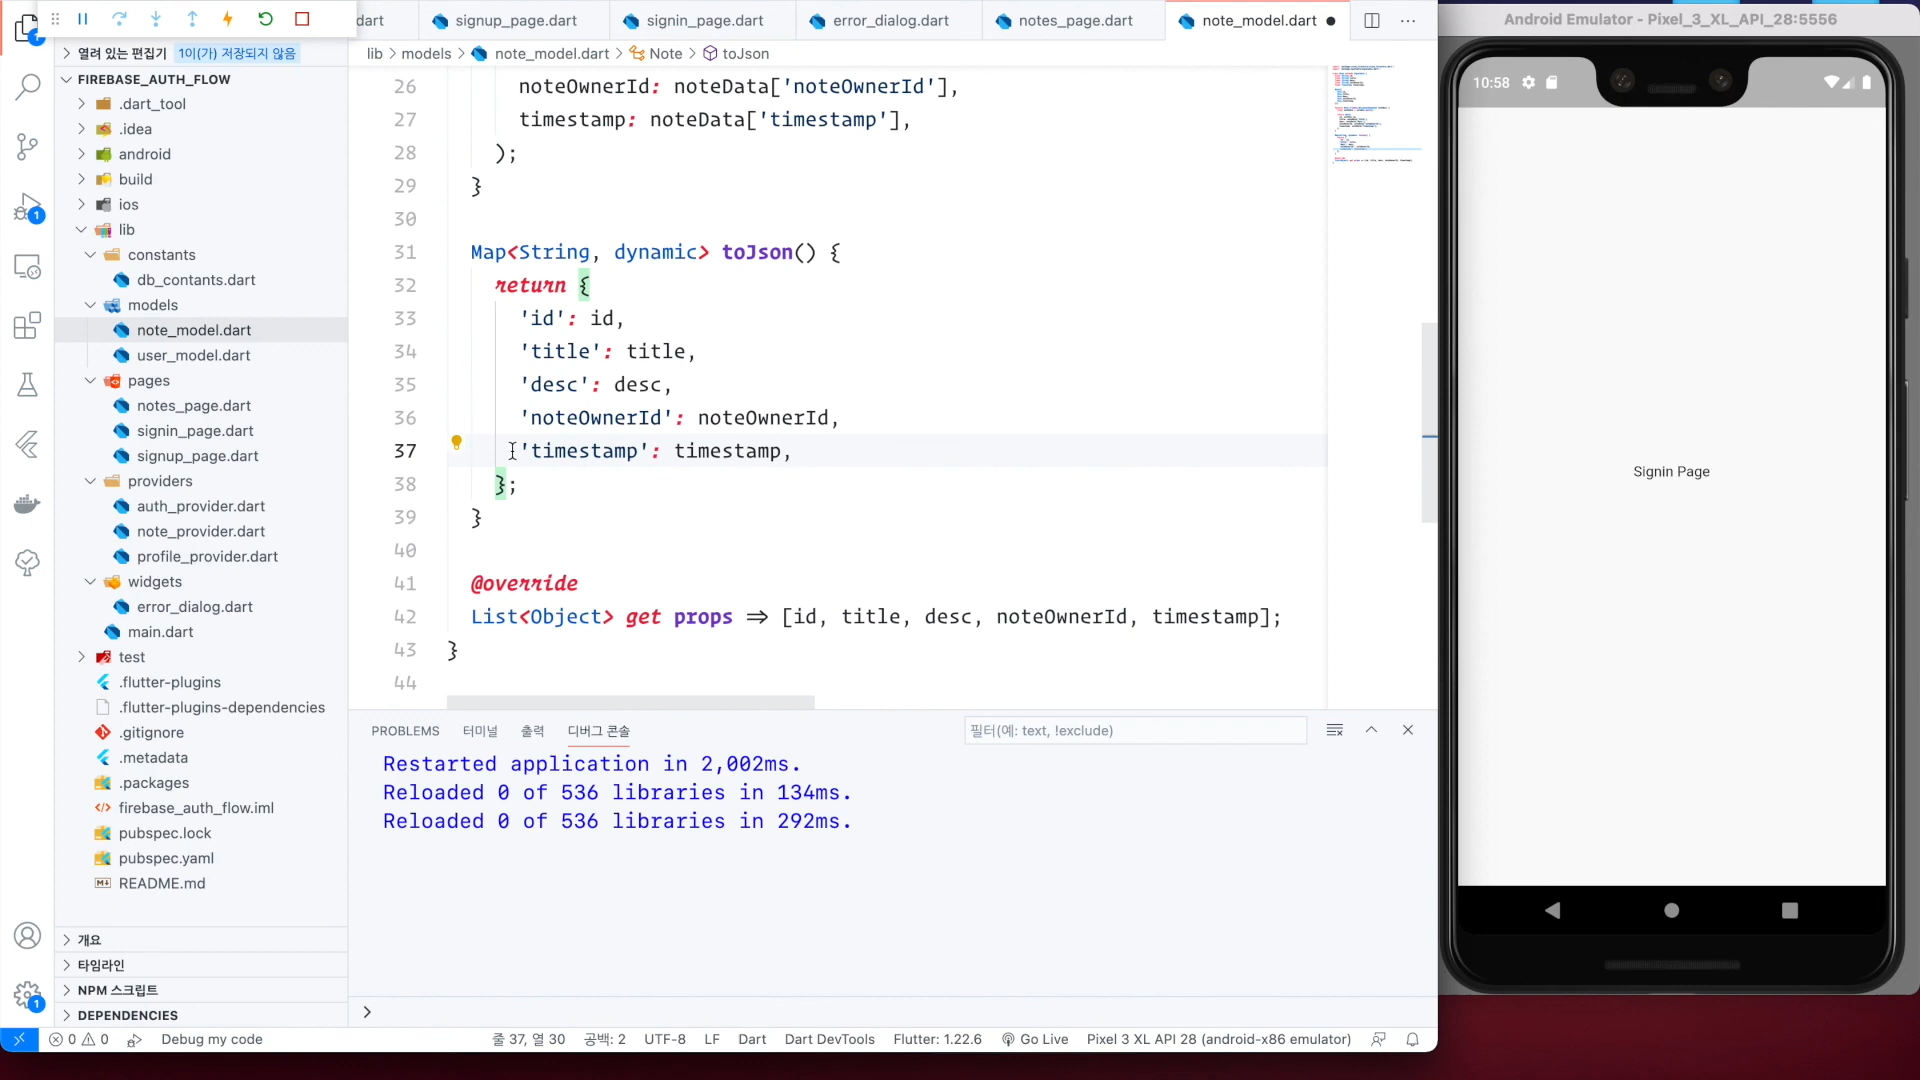 dart
signup_page.dart
signin_page.dart
error_dialog.dart
notes_page.dart
note_model.dart
Android Emulator - Pixel_3_XL_API_28:5556
열려 있는 편집기
1이(가) 저장되지 않음
lib > models > note_model.dart > Note > toJson
FIREBASE_AUTH_FLOW
.dart_tool
.idea
android
build
ios
lib
constants
db_contants.dart
models
note_model.dart
user_model.dart
pages
notes_page.dart
signin_page.dart
signup_page.dart
providers
auth_provider.dart
note_provider.dart
profile_provider.dart
widgets
error_dialog.dart
main.dart
test
.flutter-plugins
.flutter-plugins-dependencies
.gitignore
.metadata
.packages
firebase_auth_flow.iml
pubspec.lock
pubspec.yaml
README.md
개요
타임라인
NPM 스크립트
DEPENDENCIES
26 noteOwnerId: noteData['noteOwnerId'],
27 timestamp: noteData['timestamp'],
28 );
29 }
30
31 Map<String, dynamic> toJson() {
32 return {
33 'id': id,
34 'title': title,
35 'desc': desc,
36 'noteOwnerId': noteOwnerId,
37 'timestamp': timestamp,
38 };
39 }
40
41 @override
42 List<Object> get props => [id, title, desc, noteOwnerId, timestamp];
43 }
44
PROBLEMS
터미널
출력
디버그 콘솔
필터(예: text, !exclude)
Restarted application in 2,002ms.
Reloaded 0 of 536 libraries in 134ms.
Reloaded 0 of 536 libraries in 292ms.
10:58
Signin Page
1
1
0 0
Debug my code
줄 37, 열 30
공백: 2
UTF-8
LF
Dart
Dart DevTools
Flutter: 1.22.6
Go Live
Pixel 3 XL API 28 (android-x86 emulator)